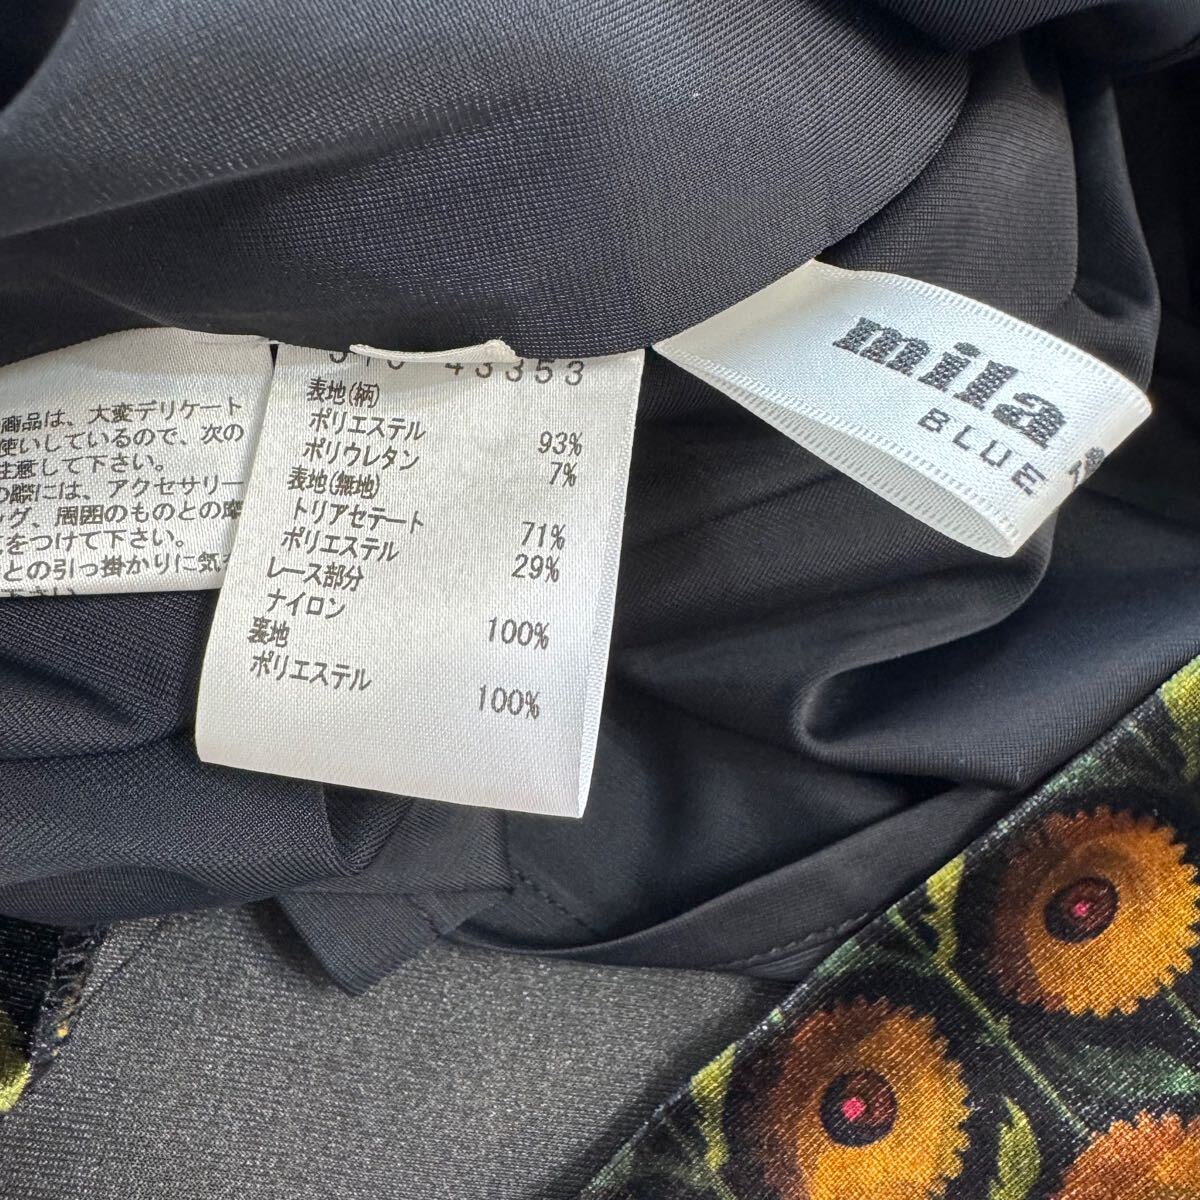 商品は、大変デリケート
使いしているので、次の
注意して下さい。
の際には、アクセサリー
グ、周囲のものとの摩
をつけて下さい。
との引っ掛かりに気
43353
表地(柄)
ポリエステル 93%
ポリウレタン 7%
表地(無地)
トリアセテート 71%
ポリエステル 29%
レース部分
ナイロン 100%
裏地
ポリエステル 100%
mila
BLUE